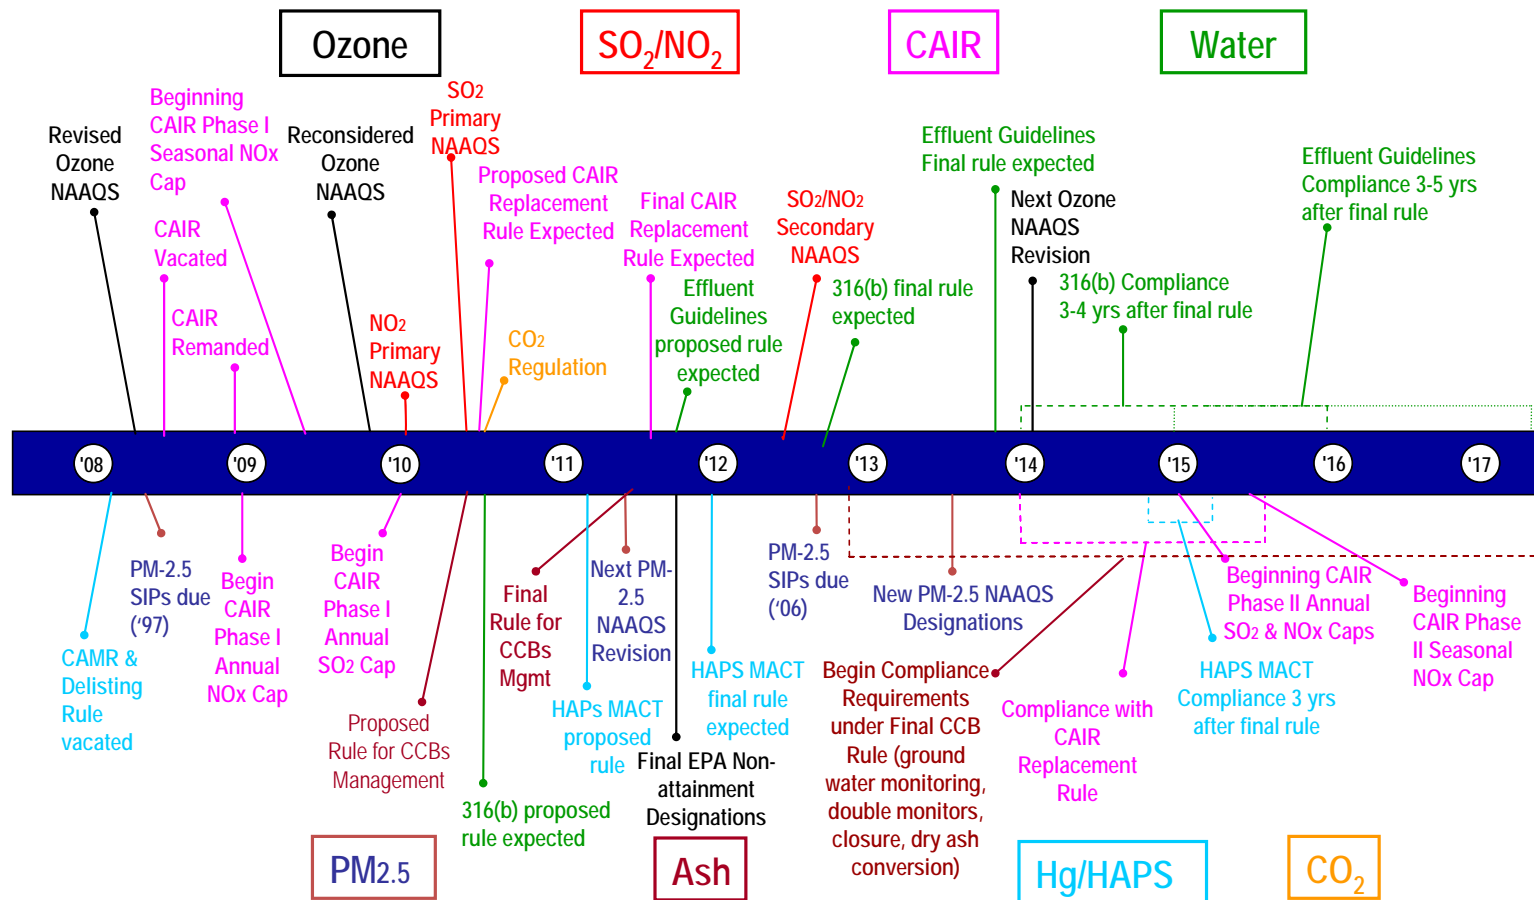 Ozone
SO2/NO2
CAIR
Water
Beginning
CAIR Phase I
Seasonal NOx
Cap
Revised
Ozone
NAAQS
CAIR
Vacated
CAIR
Remanded
Reconsidered
Ozone
NAAQS
SO2
Primary
NAAQS
NO2
Primary
NAAQS
Proposed CAIR
Replacement
Rule Expected
CO2
Regulation
Final CAIR
Replacement
Rule Expected
Effluent
Guidelines
proposed rule
expected
SO2/NO2
Secondary
NAAQS
316(b) final rule
expected
Effluent Guidelines
Final rule expected
Next Ozone
NAAQS
Revision
316(b) Compliance
3-4 yrs after final rule
Effluent Guidelines
Compliance 3-5 yrs
after final rule
'08
'09
'10
'11
'12
'13
'14
'15
'16
'17
CAMR &
Delisting
Rule
vacated
PM-2.5
SIPs due
('97)
Begin
CAIR
Phase I
Annual
NOx Cap
Begin
CAIR
Phase I
Annual
SO2 Cap
Proposed
Rule for CCBs
Management
316(b) proposed
rule expected
Final
Rule for
CCBs
Mgmt
HAPs MACT
proposed
rule
Next PM-
2.5
NAAQS
Revision
Final EPA Non-
attainment
Designations
HAPS MACT
final rule
expected
PM-2.5
SIPs due
('06)
New PM-2.5 NAAQS
Designations
Begin Compliance
Requirements
under Final CCB
Rule (ground
water monitoring,
double monitors,
closure, dry ash
conversion)
Compliance with
CAIR
Replacement
Rule
HAPS MACT
Compliance 3 yrs
after final rule
Beginning CAIR
Phase II Annual
SO2 & NOx Caps
Beginning
CAIR Phase
II Seasonal
NOx Cap
PM2.5
Ash
Hg/HAPS
CO2